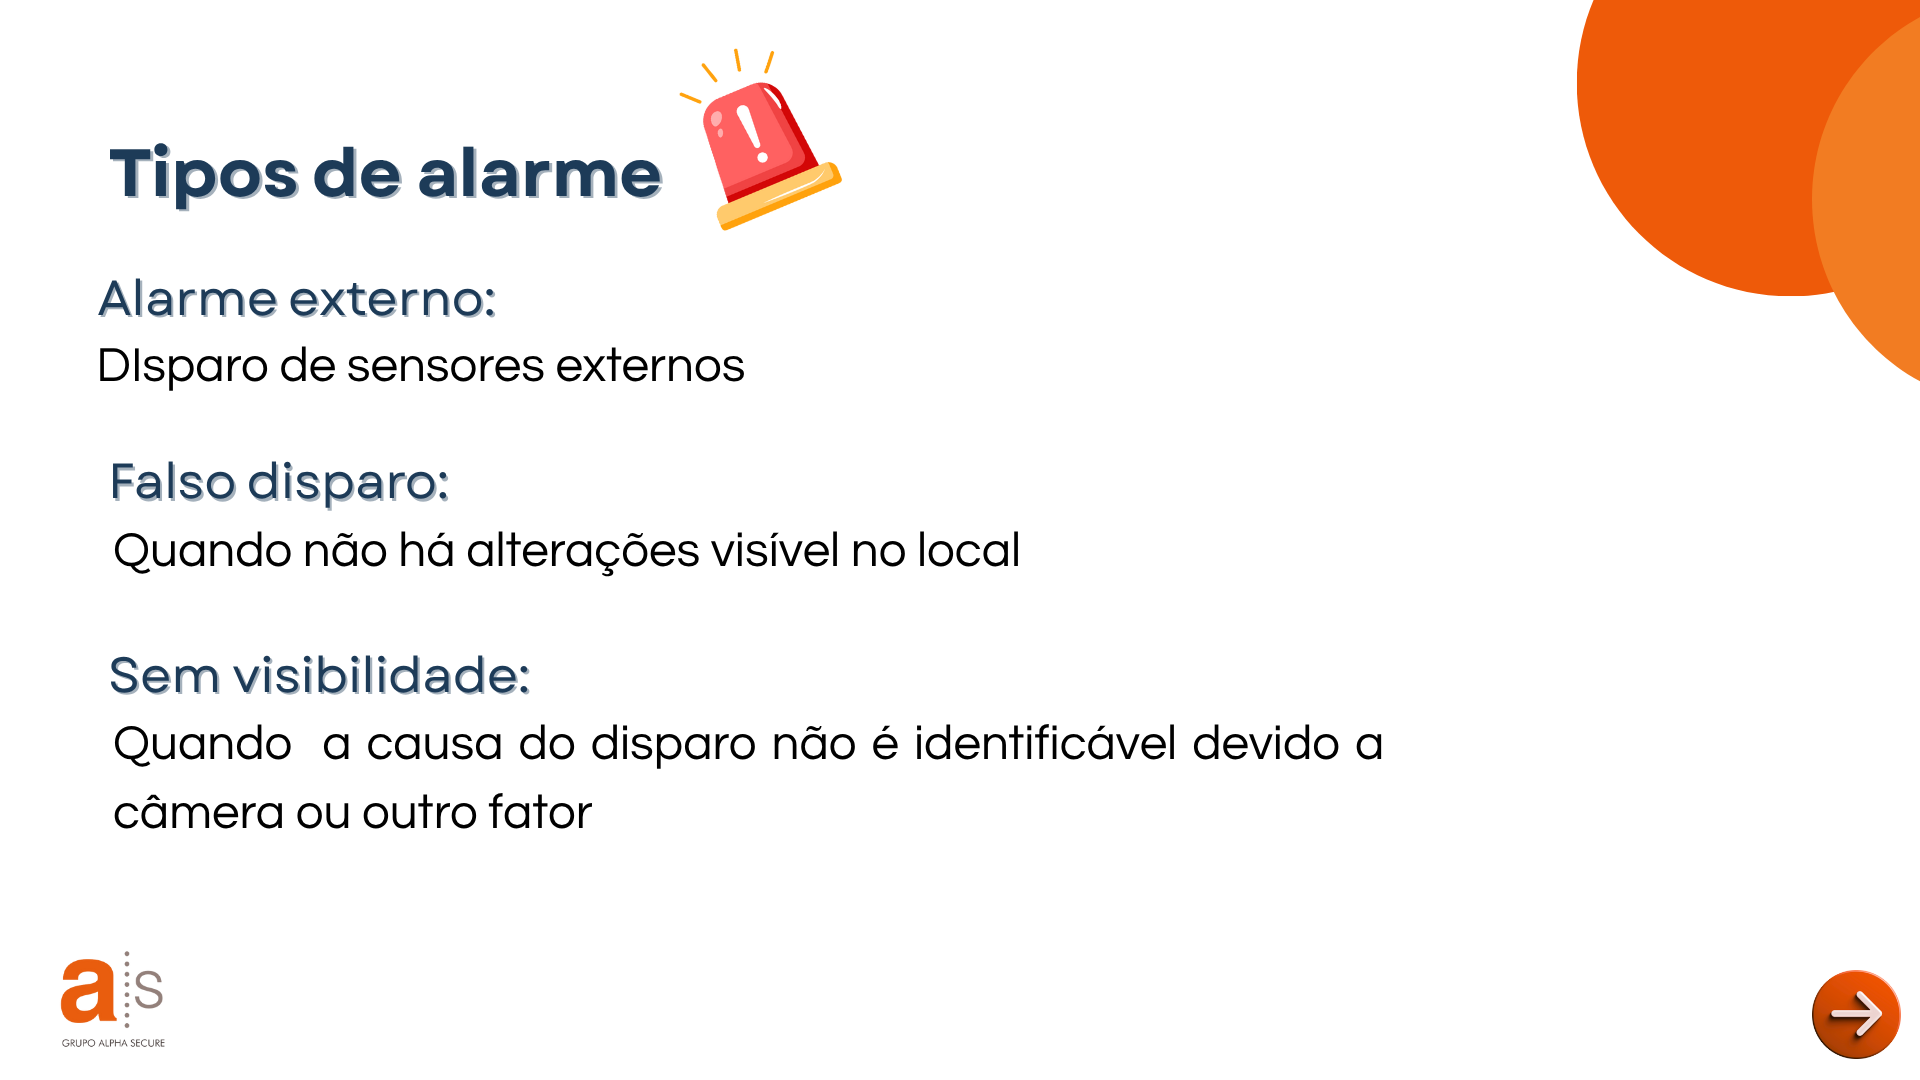 Tipos de alarme
Alarme externo:
DIsparo de sensores externos
Falso disparo:
Quando não há alterações visível no local
Sem visibilidade:
Quando  a causa do disparo não é identificável devido a
câmera ou outro fator
a s
GRUPO ALPHA SECURE